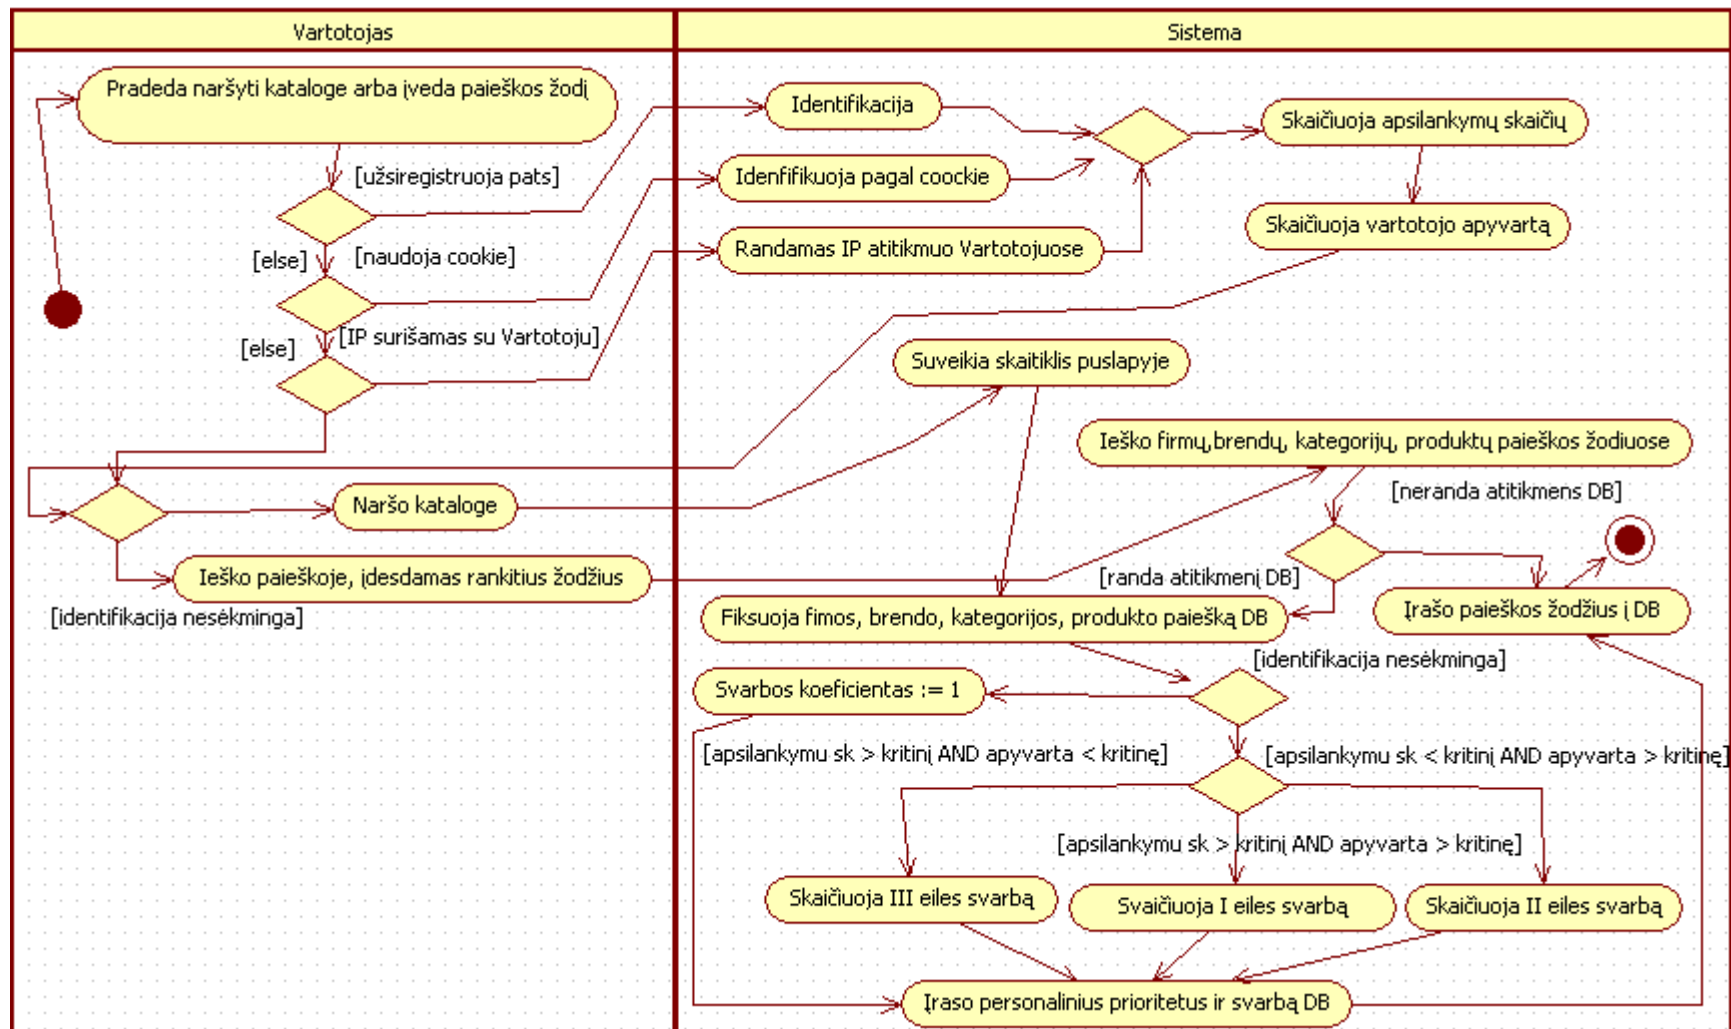 Vartotojas
Sistema
Pradeda naršyti kataloge arba įveda paieškos žodį
Identifikacija
Skaičiuoja apsilankymų skaičių
[užsiregistruoja pats]
Idenfifikuoja pagal coockie
Skaičiuoja vartotojo apyvartą
[else]
[naudoja cookie]
Randamas IP atitikmuo Vartotojuose
[else]
[IP surišamas su Vartotoju]
Suveikia skaitiklis puslapyje
Ieško firmų,brendų, kategorijų, produktų paieškos žodiuose
Naršo kataloge
[neranda atitikmens DB]
Ieško paieškoje, įdesdamas rankitius žodžius
[randa atitikmenį DB]
[identifikacija nesėkminga]
Fiksuoja fimos, brendo, kategorijos, produkto paiešką DB
Įrašo paieškos žodžius į DB
[identifikacija nesėkminga]
Svarbos koeficientas := 1
[apsilankymu sk > kritinį AND apyvarta < kritinę]
[apsilankymu sk < kritinį AND apyvarta > kritinę]
[apsilankymu sk > kritinį AND apyvarta > kritinę]
Skaičiuoja III eiles svarbą
Svaičiuoja I eiles svarbą
Skaičiuoja II eiles svarbą
Įraso personalinius prioritetus ir svarbą DB